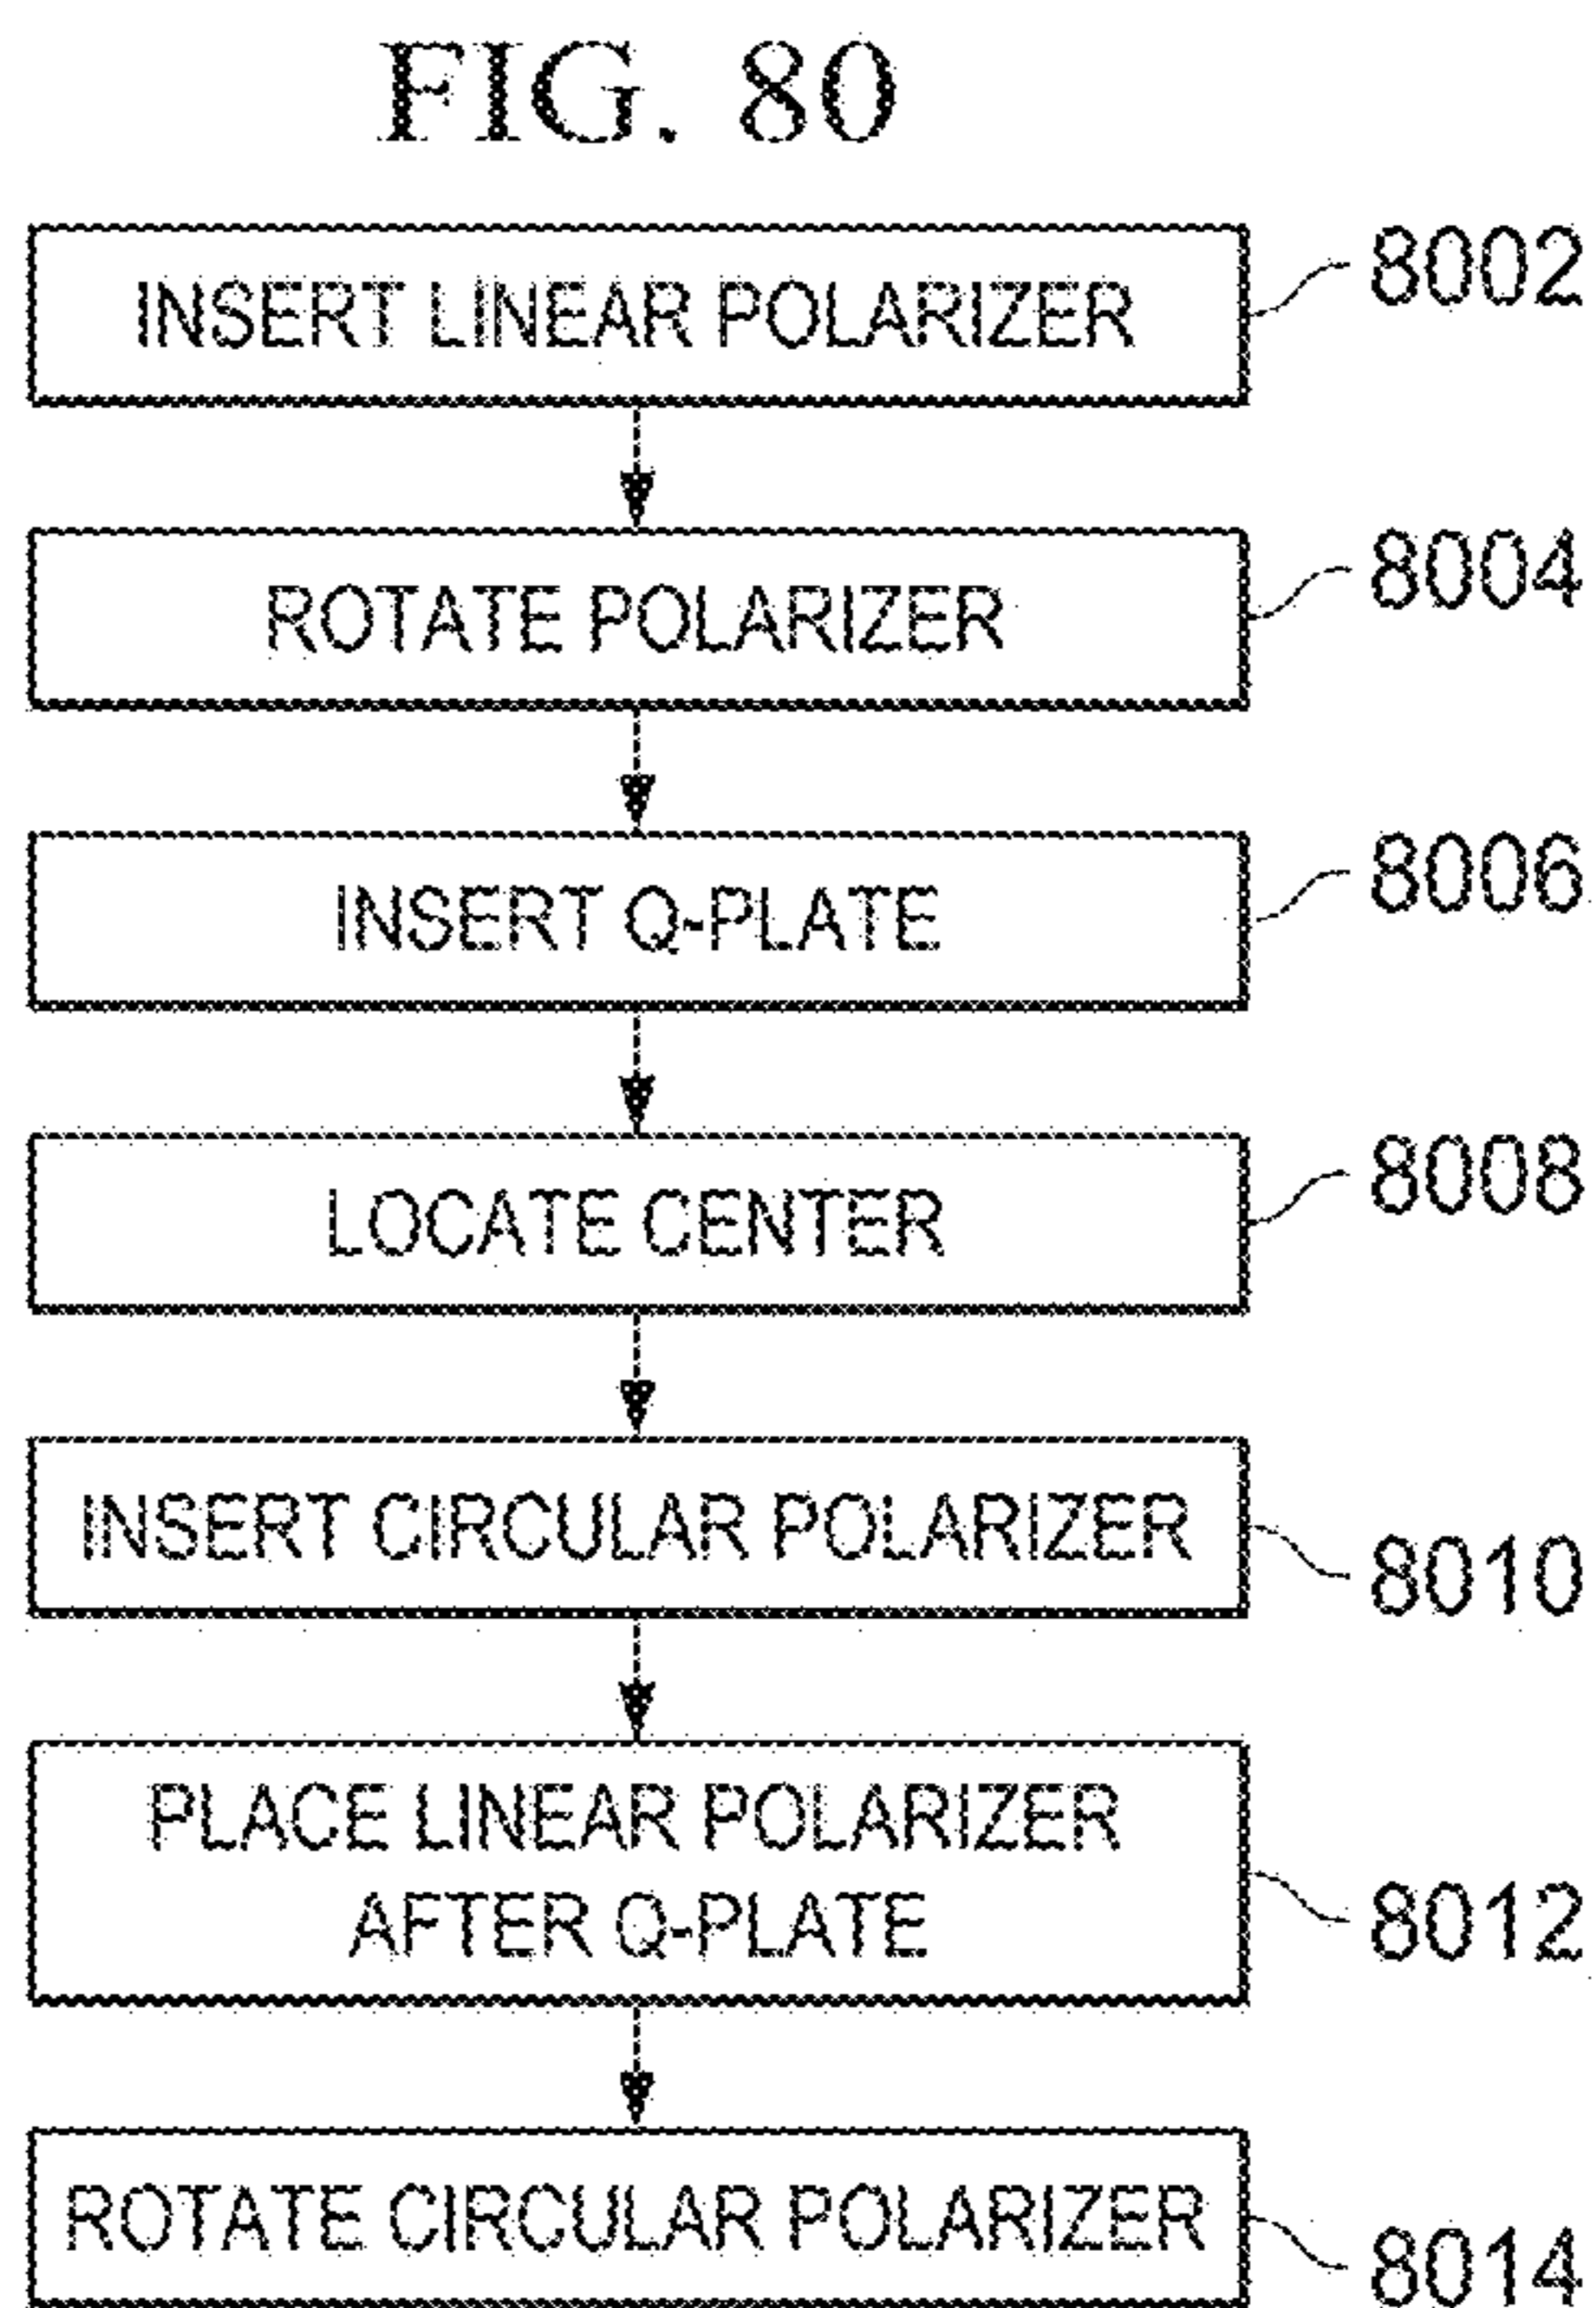 FIG. 80
INSERT LINEAR POLARIZER
8002
ROTATE POLARIZER
8004
INSERT Q-PLATE
8006
LOCATE CENTER
8008
INSERT CIRCULAR POLARIZER
8010
PLACE LINEAR POLARIZER
AFTER Q-PLATE
8012
ROTATE CIRCULAR POLARIZER
8014